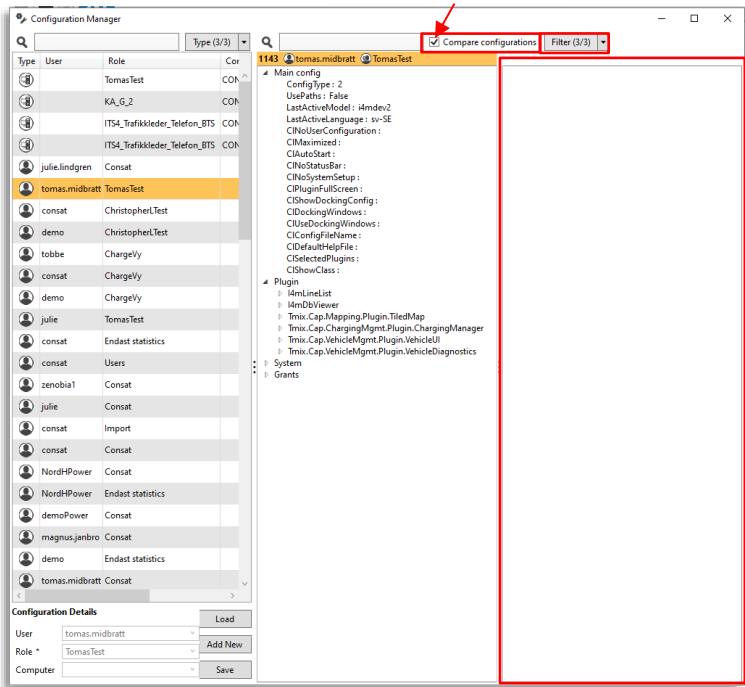 Configuration Manager
Type (3/3)
Compare configurations
Filter (3/3)
Type User Role Cor
TomasTest CON
KA_G_2 CON
ITS4_Trafikkleder_Telefon_BTS CON
ITS4_Trafikkleder_Telefon_BTS CON
julie.lindgren Consat
tomas.midbratt TomasTest
consat ChristopherLTest
demo ChristopherLTest
tobbe ChargeVy
consat ChargeVy
demo ChargeVy
julie TomasTest
consat Endast statistics
consat Users
zenobia1 Consat
julie Consat
consat Import
consat Consat
NordHPower Consat
NordHPower Endast statistics
demoPower Consat
magnus.janbro Consat
demo Endast statistics
tomas.midbratt Consat
Configuration Details
User tomas.midbratt
Role * TomasTest
Computer
Load
Add New
Save
1143 tomas.midbratt TomasTest
Main config
ConfigType : 2
UsePaths : False
LastActiveModel : i4mdev2
LastActiveLanguage : sv-SE
CINoUserConfiguration :
CIMaximized :
CIAutoStart :
CINoStatusBar :
CINoSystemSetup :
CIPluginFullScreen :
CIShowDockingConfig :
CIDockingWindows :
CIUseDockingWindows :
CIConfigFileName :
CIDefaultHelpFile :
CISelectedPlugins :
CIShowClass :
Plugin
I4mLineList
I4mDbViewer
Tmix.Cap.Mapping.Plugin.TiledMap
Tmix.Cap.ChargingMgmt.Plugin.ChargingManager
Tmix.Cap.VehicleMgmt.Plugin.VehicleUI
Tmix.Cap.VehicleMgmt.Plugin.VehicleDiagnostics
System
Grants